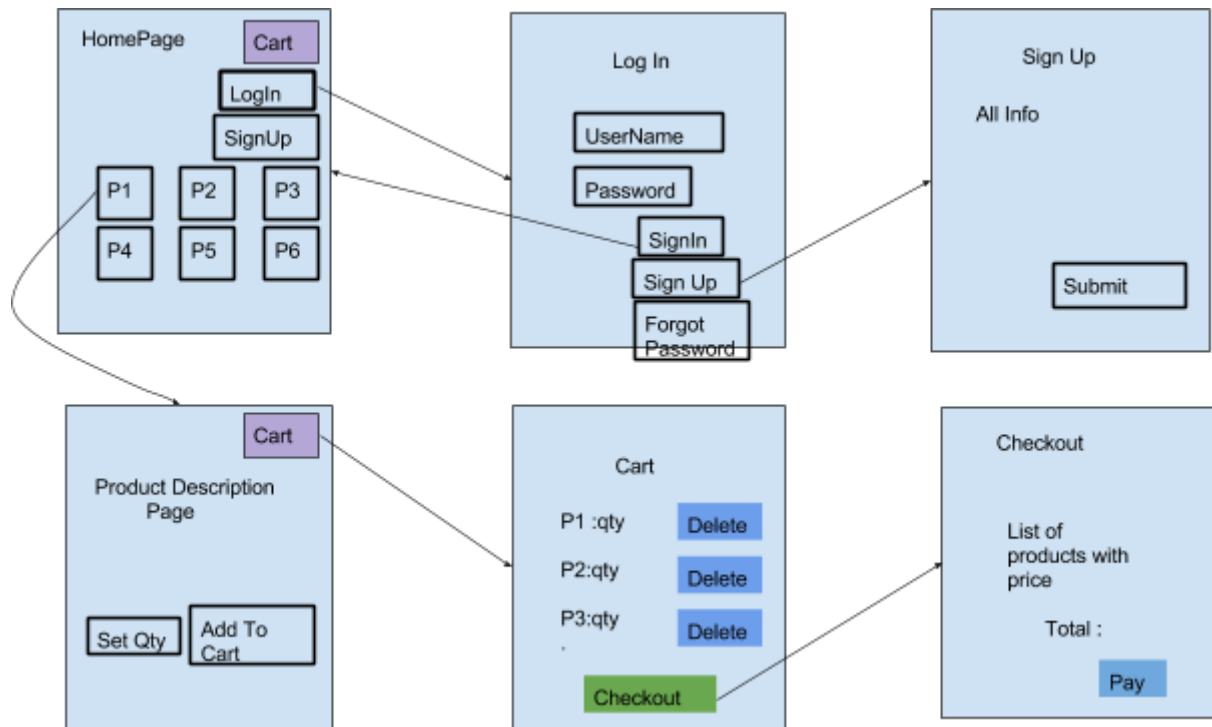 HomePage
Cart
LogIn
SignUp
P1
P2
P3
P4
P5
P6
Log In
UserName
Password
SignIn
Sign Up
Forgot
Password
Sign Up
All Info
Submit
Cart
Product Description
Page
Set Qty
Add To
Cart
Cart
P1 :qty
Delete
P2:qty
Delete
P3:qty
Delete
.
Checkout
Checkout
List of
products with
price
Total :
Pay